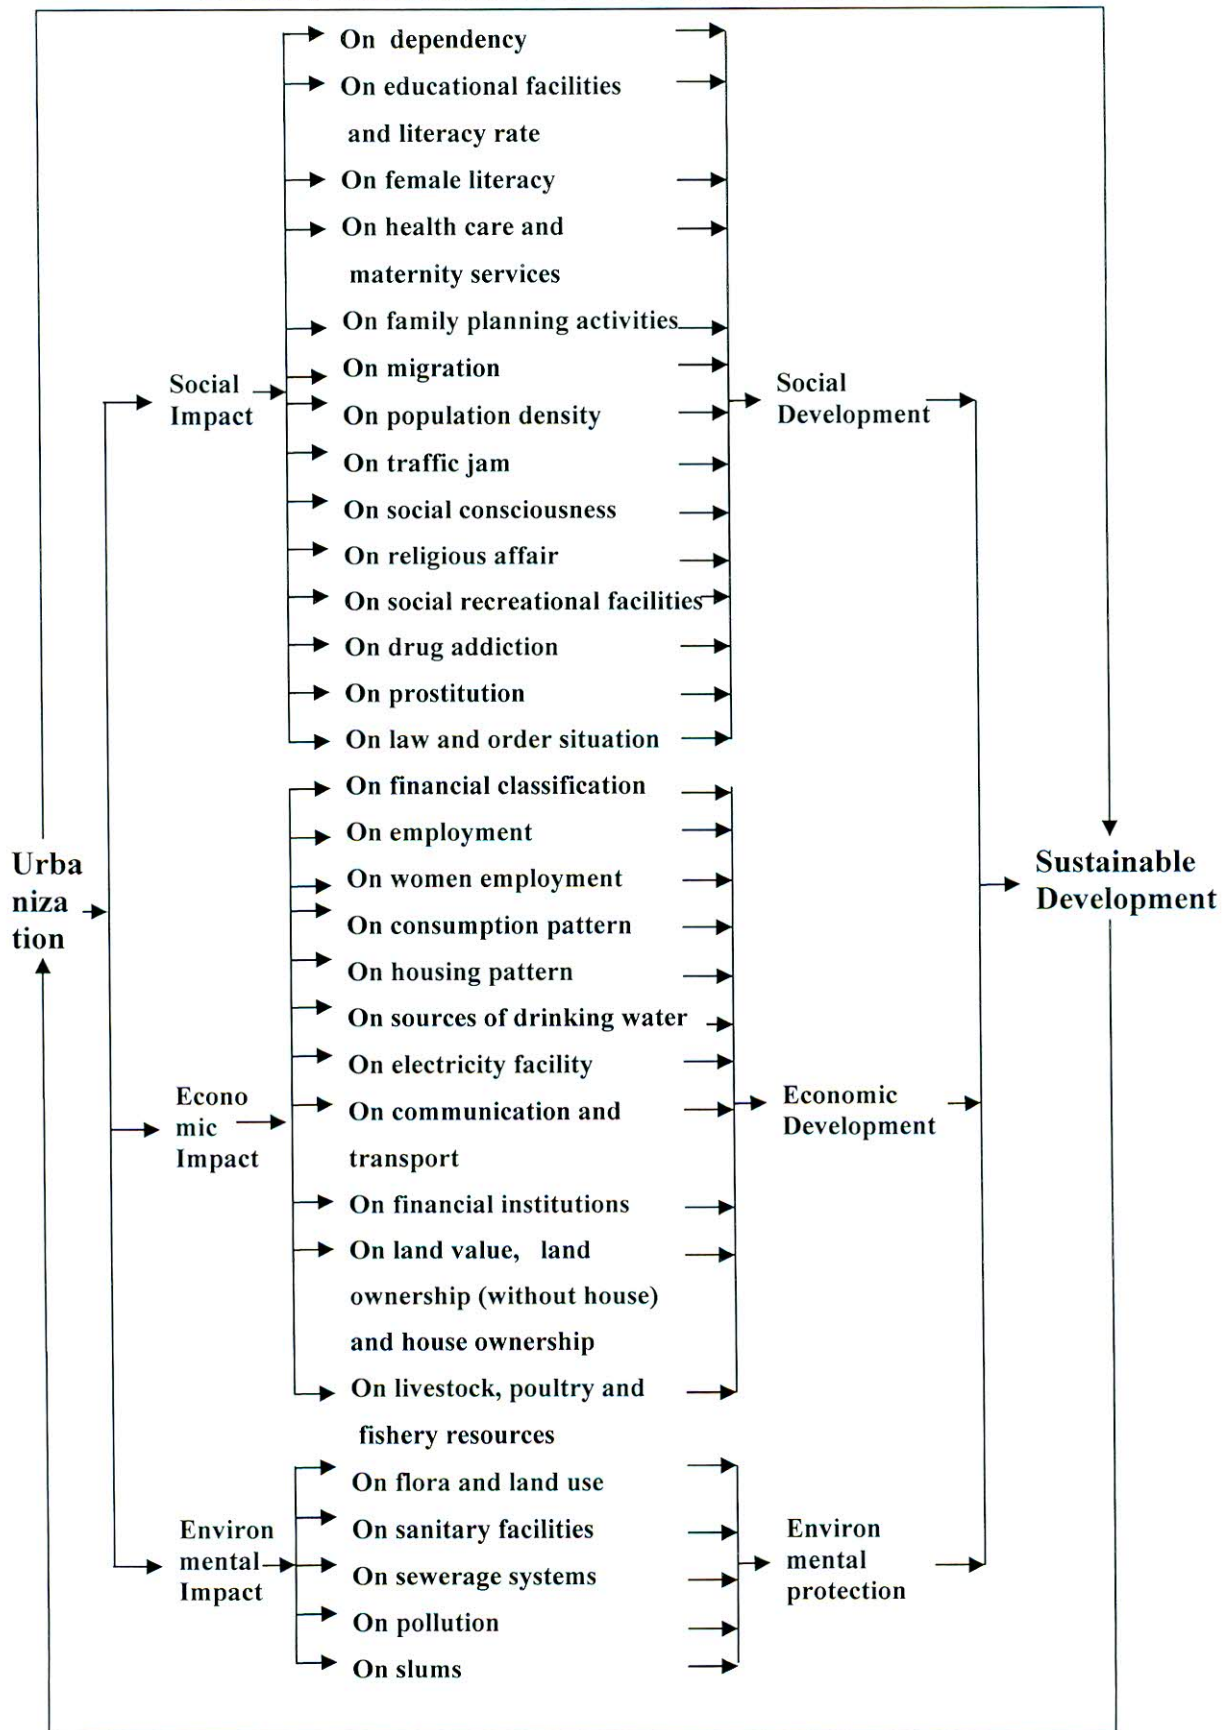 On dependency
On educational facilities
and literacy rate
On female literacy
On health care and
maternity services
On family planning activities
On migration
On population density
On traffic jam
On social consciousness
On religious affair
On social recreational facilities
On drug addiction
On prostitution
On law and order situation
Social
Impact
Social
Development
On financial classification
On employment
On women employment
On consumption pattern
On housing pattern
On sources of drinking water
On electricity facility
On communication and
transport
On financial institutions
On land value, land
ownership (without house)
and house ownership
On livestock, poultry and
fishery resources
Urba
niza
tion
Sustainable
Development
Econo
mic
Impact
Economic
Development
On flora and land use
On sanitary facilities
On sewerage systems
On pollution
On slums
Environ
mental
Impact
Environ
mental
protection